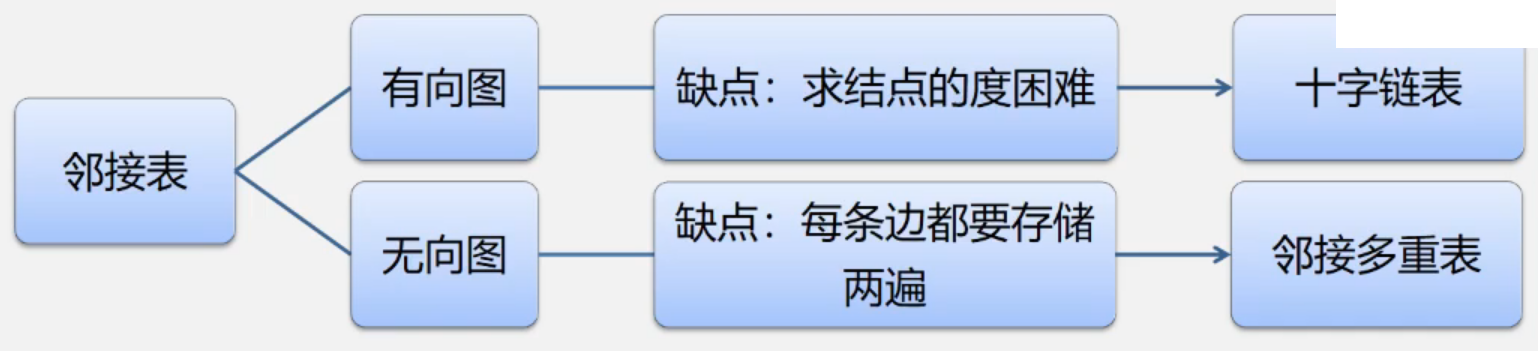 邻接表
有向图
缺点：求结点的度困难
十字链表
无向图
缺点：每条边都要存储
两遍
邻接多重表